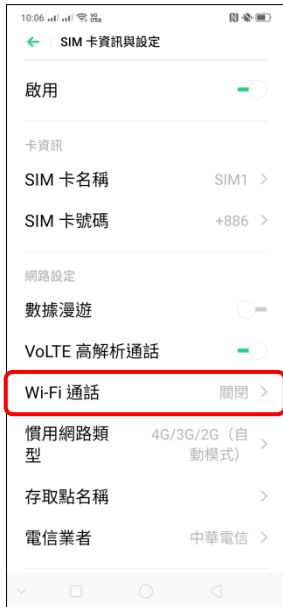 10:06
SIM 卡資訊與設定
啟用
卡資訊
SIM 卡名稱 SIM1
SIM 卡號碼 +886
網路設定
數據漫遊
VoLTE 高解析通話
Wi-Fi 通話 關閉
慣用網路類 4G/3G/2G（自
型 動模式）
存取點名稱
電信業者 中華電信